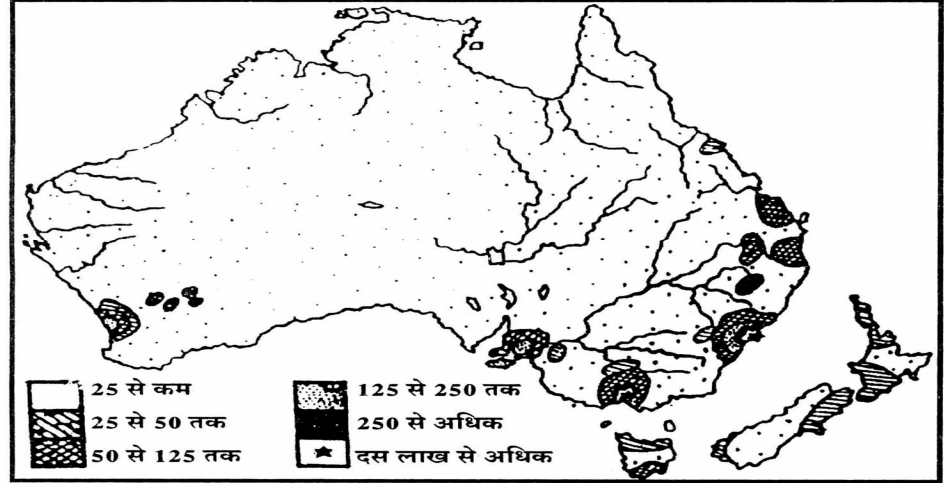 25 से कम
25 से 50 तक
50 से 125 तक
125 से 250 तक
250 से अधिक
दस लाख से अधिक